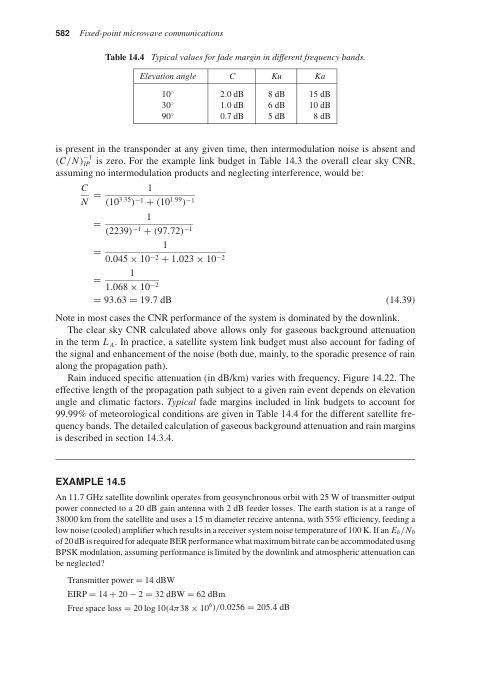 582 Fixed-point microwave communications
Table 14.4 Typical values for fade margin in different frequency bands.
Elevation angle C Ku Ka
10° 2.0 dB 8 dB 15 dB
30° 1.0 dB 6 dB 10 dB
90° 0.7 dB 5 dB 8 dB
is present in the transponder at any given time, then intermodulation noise is absent and
(C/N)_{IP}^{−1} is zero. For the example link budget in Table 14.3 the overall clear sky CNR,
assuming no intermodulation products and neglecting interference, would be:
C/N = 1/((10^{3.35})^{−1} + (10^{1.99})^{−1})
= 1/((2239)^{−1} + (97.72)^{−1})
= 1/(0.045 × 10^{−2} + 1.023 × 10^{−2})
= 1/(1.068 × 10^{−2})
= 93.63 = 19.7 dB (14.39)
Note in most cases the CNR performance of the system is dominated by the downlink.
The clear sky CNR calculated above allows only for gaseous background attenuation
in the term L_A. In practice, a satellite system link budget must also account for fading of
the signal and enhancement of the noise (both due, mainly, to the sporadic presence of rain
along the propagation path).
Rain induced specific attenuation (in dB/km) varies with frequency, Figure 14.22. The
effective length of the propagation path subject to a given rain event depends on elevation
angle and climatic factors. Typical fade margins included in link budgets to account for
99.99% of meteorological conditions are given in Table 14.4 for the different satellite fre-
quency bands. The detailed calculation of gaseous background attenuation and rain margins
is described in section 14.3.4.
EXAMPLE 14.5
An 11.7 GHz satellite downlink operates from geosynchronous orbit with 25 W of transmitter output
power connected to a 20 dB gain antenna with 2 dB feeder losses. The earth station is at a range of
38000 km from the satellite and uses a 15 m diameter receive antenna, with 55% efficiency, feeding a
low noise (cooled) amplifier which results in a receiver system noise temperature of 100 K. If an E_b/N_0
of 20 dB is required for adequate BER performance what maximum bit rate can be accommodated using
BPSK modulation, assuming performance is limited by the downlink and atmospheric attenuation can
be neglected?
Transmitter power = 14 dBW
EIRP = 14 + 20 − 2 = 32 dBW = 62 dBm
Free space loss = 20 log 10(4π38 × 10^6)/0.0256 = 205.4 dB